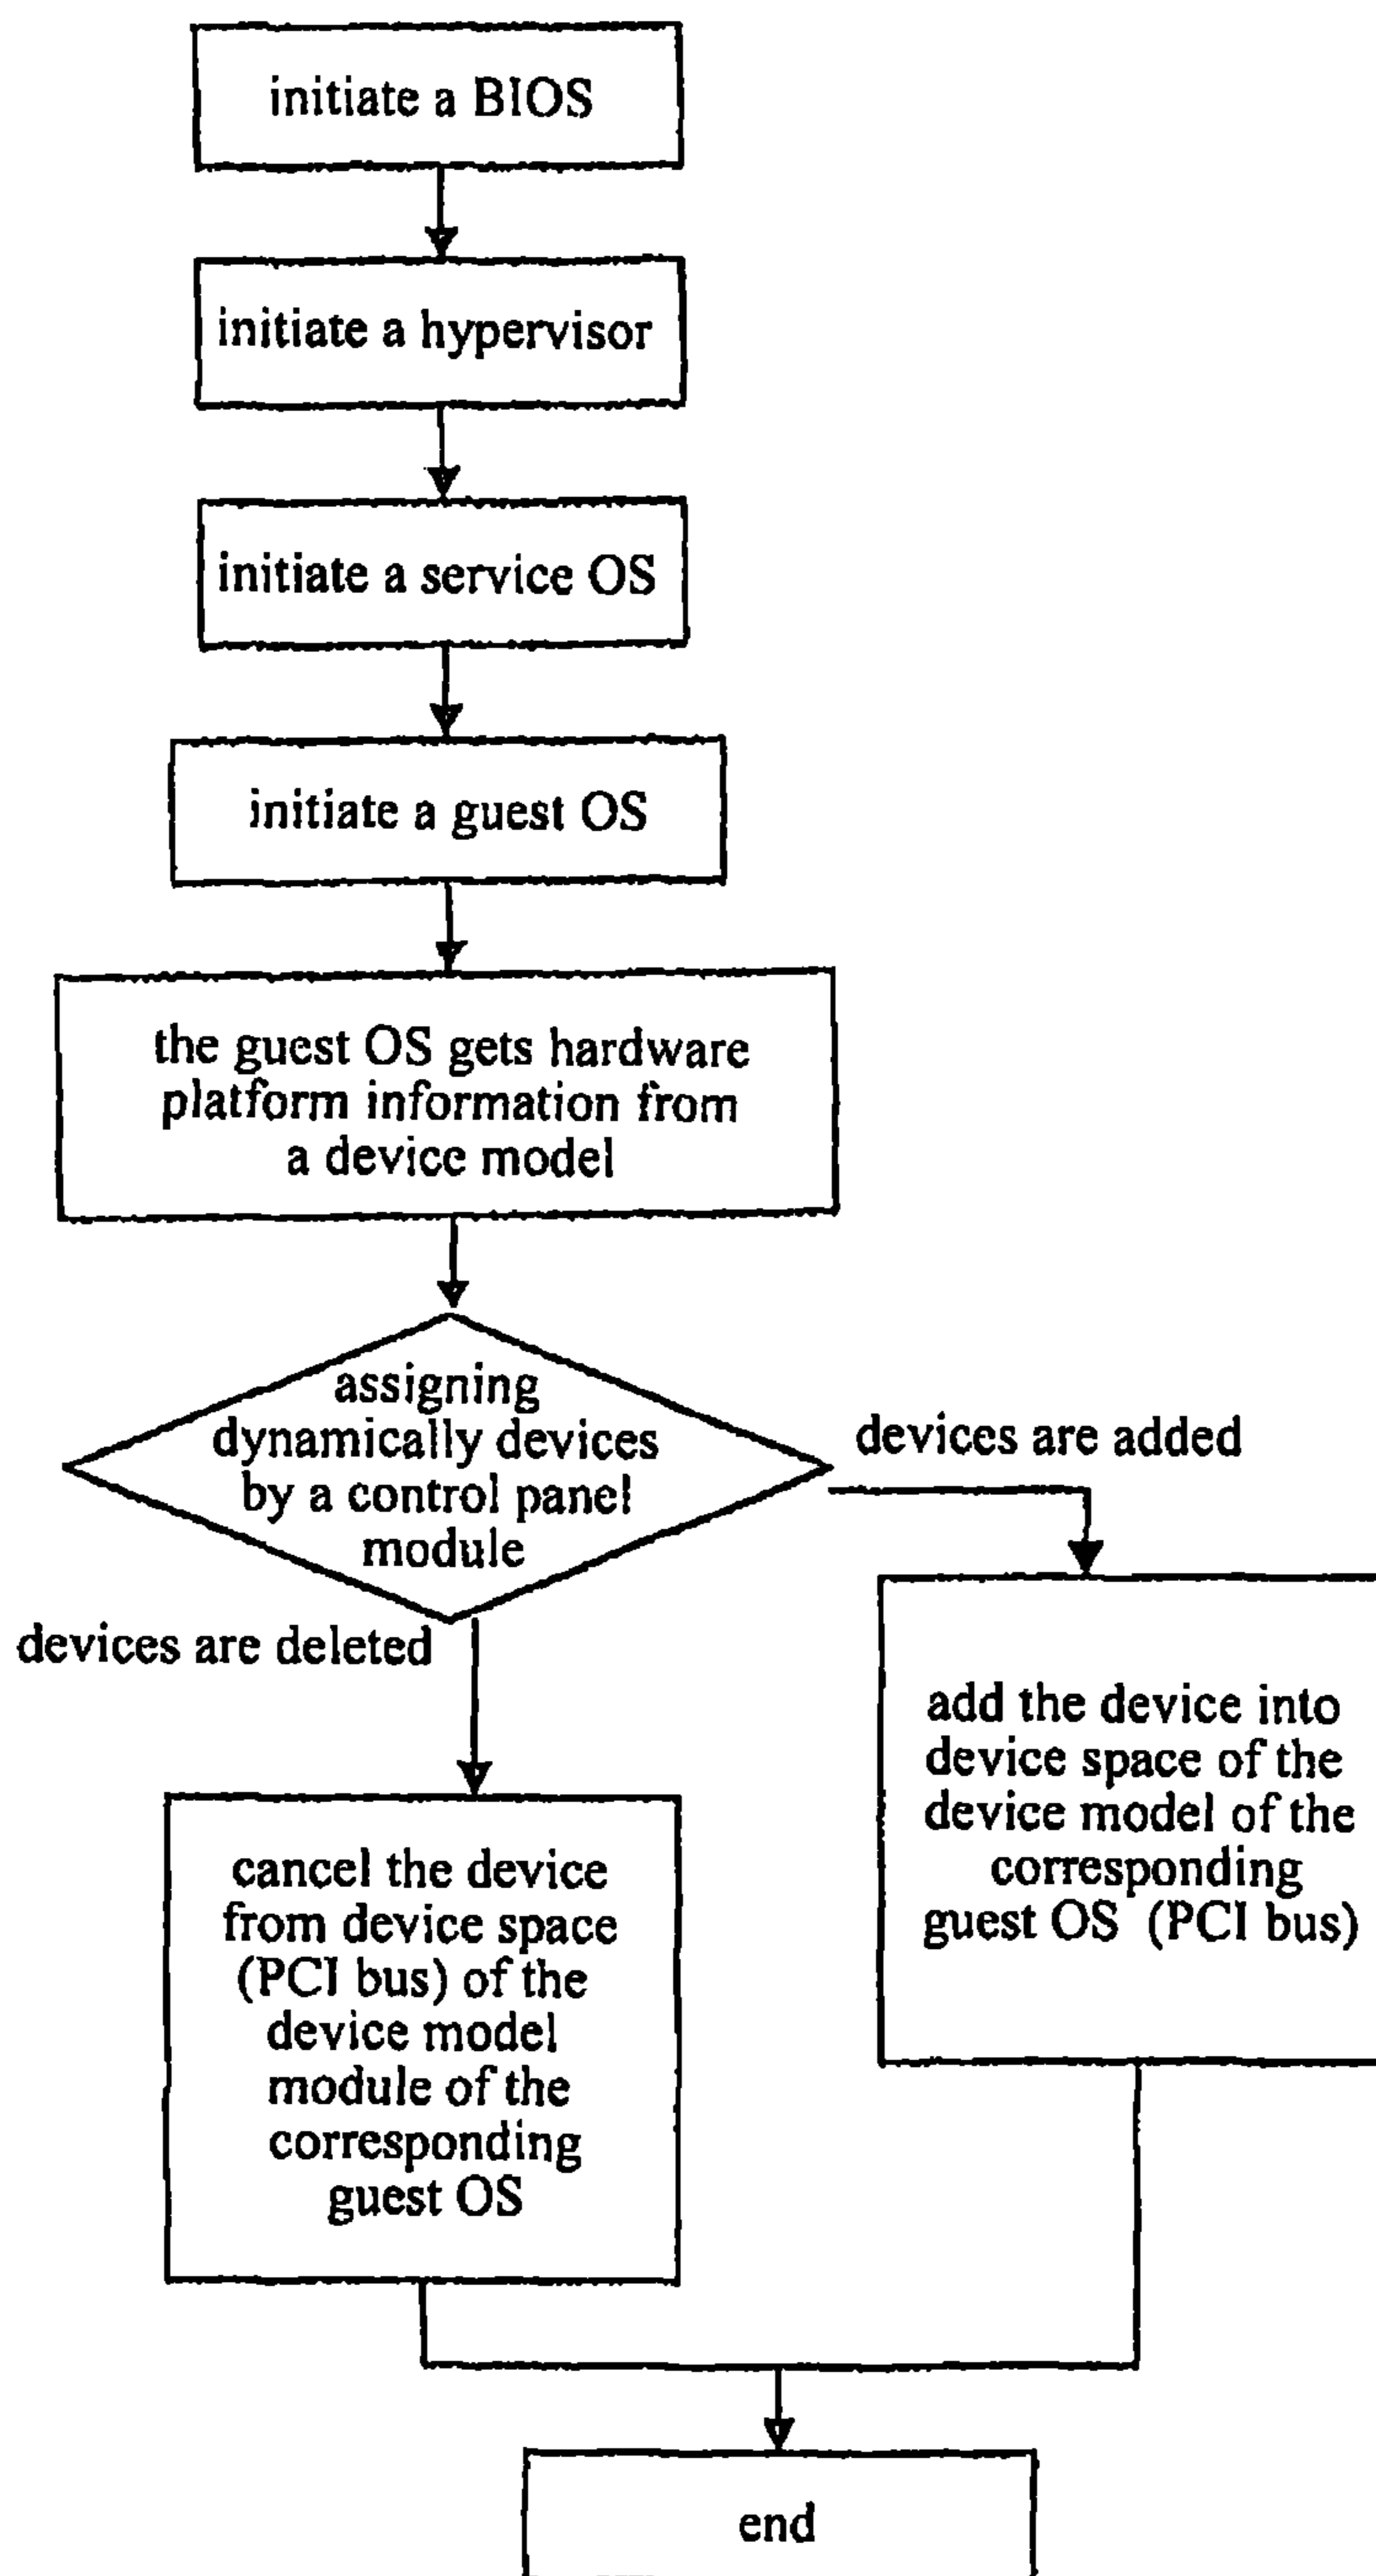 initiate a BIOS
initiate a hypervisor
initiate a service OS
initiate a guest OS
the guest OS gets hardware
platform information from
a device model
assigning
dynamically devices
by a control panel
module
devices are added
devices are deleted
add the device into
device space of the
device model of the
corresponding
guest OS (PCI bus)
cancel the device
from device space
(PCI bus) of the
device model
module of the
corresponding
guest OS
end